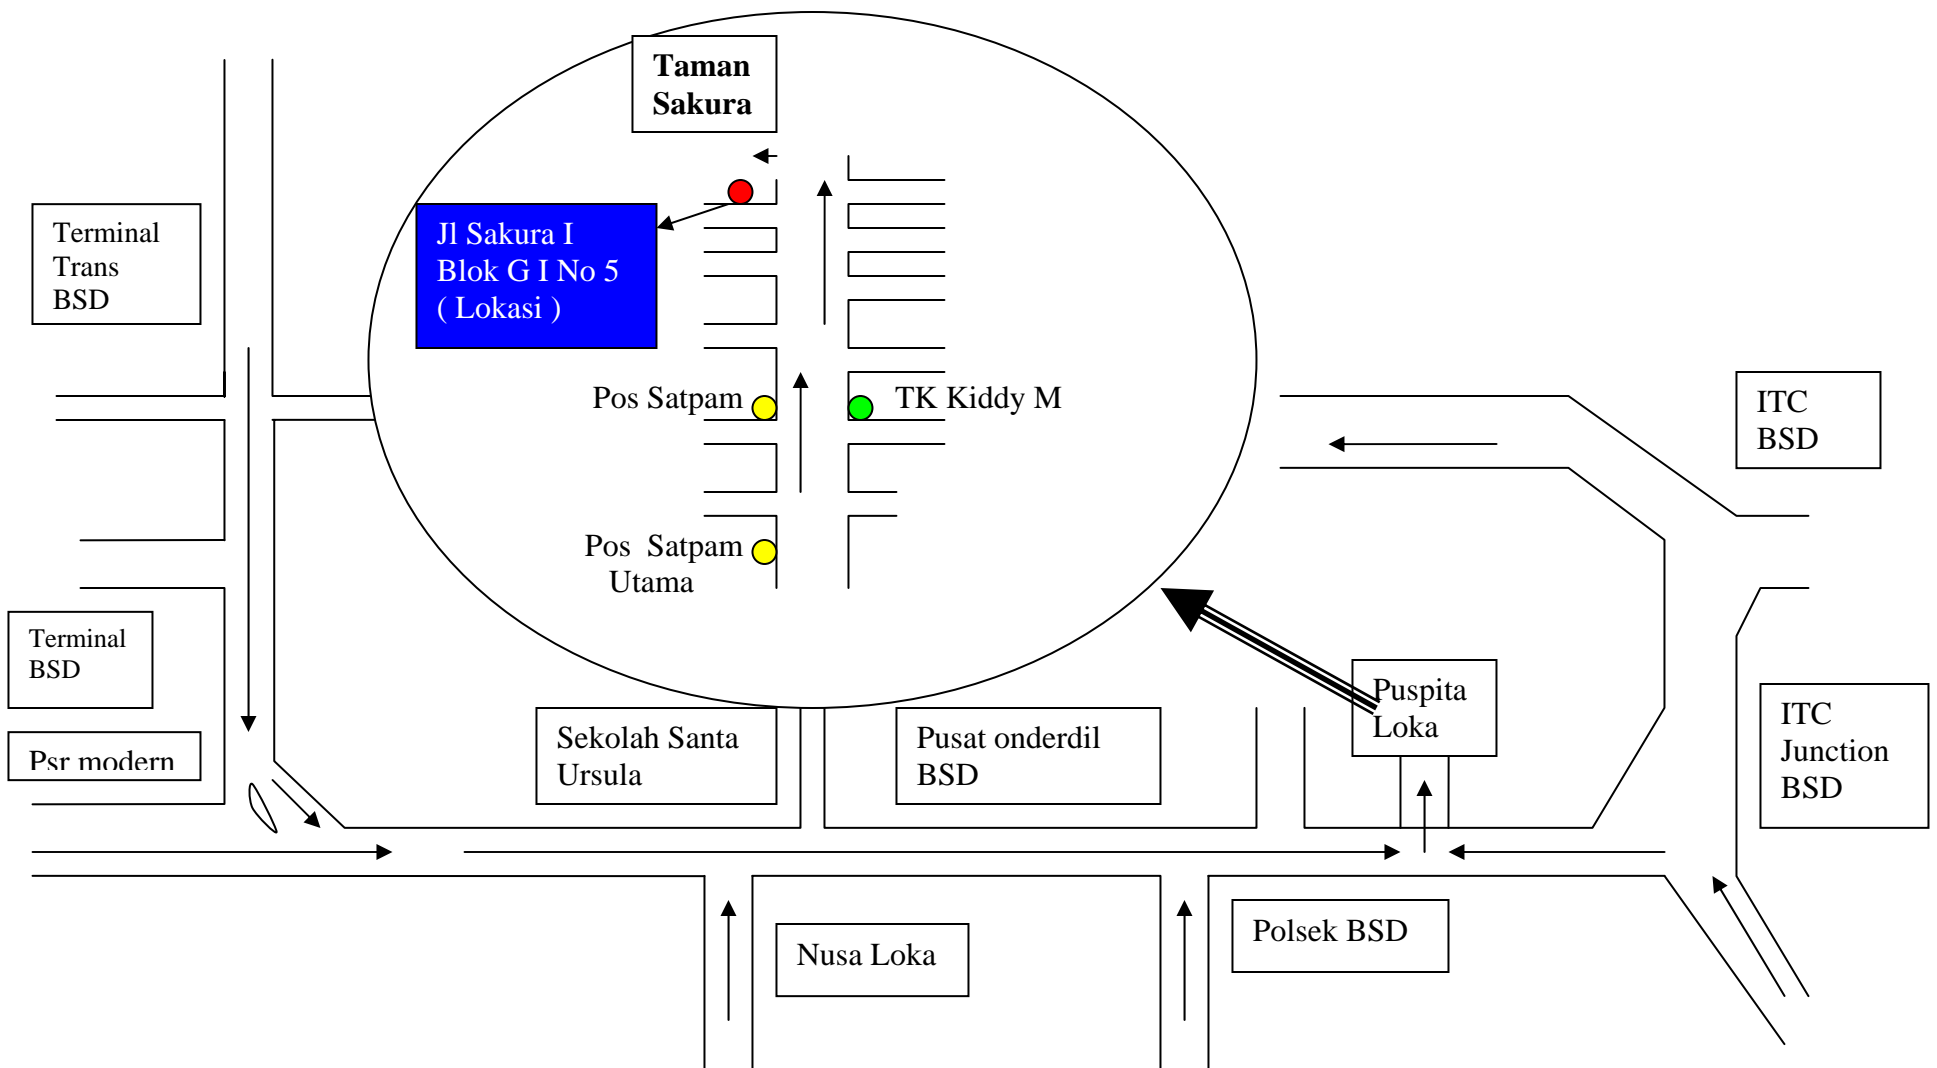 Taman
Sakura
Terminal
Trans
BSD
Jl Sakura I
Blok G I No 5
( Lokasi )
Pos Satpam
TK Kiddy M
ITC
BSD
Pos Satpam
Utama
Terminal
BSD
Psr modern
Sekolah Santa
Ursula
Pusat onderdil
BSD
Puspita
Loka
ITC
Junction
BSD
Nusa Loka
Polsek BSD